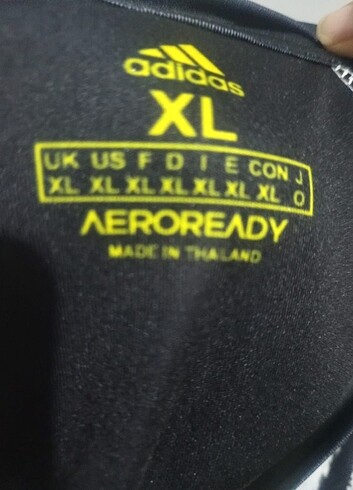 adidas
XL
UK US F D I E CON J
XL XL XL XL XL XL XL O
AEROREADY
MADE IN THAILAND